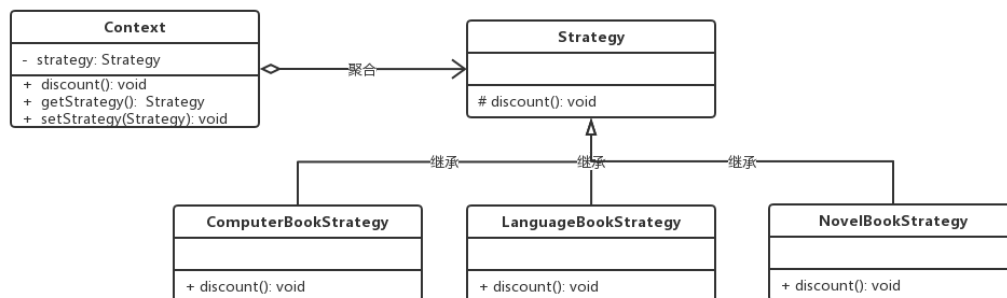 Context
- strategy: Strategy
+ discount(): void
+ getStrategy(): Strategy
+ setStrategy(Strategy): void
聚合
Strategy
# discount(): void
继承
继承
继承
ComputerBookStrategy
+ discount(): void
LanguageBookStrategy
+ discount(): void
NovelBookStrategy
+ discount(): void